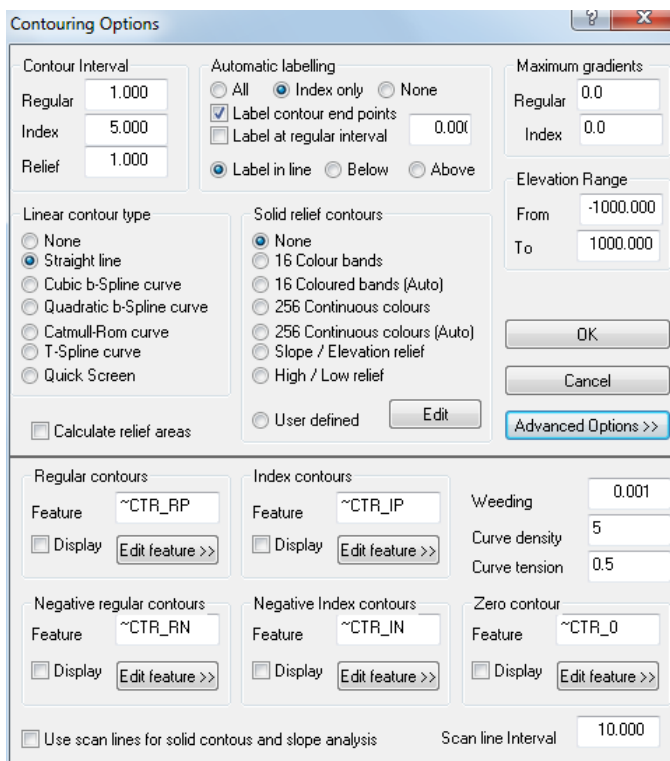 Contouring Options
?
X
Contour Interval
Regular 1.000
Index 5.000
Relief 1.000
Automatic labelling
All Index only None
Label contour end points
Label at regular interval 0.00(
Label in line Below Above
Maximum gradients
Regular 0.0
Index 0.0
Elevation Range
From -1000.000
To 1000.000
Linear contour type
None
Straight line
Cubic b-Spline curve
Quadratic b-Spline curve
Catmull-Rom curve
T-Spline curve
Quick Screen
Calculate relief areas
Solid relief contours
None
16 Colour bands
16 Coloured bands (Auto)
256 Continuous colours
256 Continuous colours (Auto)
Slope / Elevation relief
High / Low relief
User defined Edit
OK
Cancel
Advanced Options >>
Regular contours
Feature ~CTR_RP
Display Edit feature >>
Index contours
Feature ~CTR_IP
Display Edit feature >>
Weeding 0.001
Curve density 5
Curve tension 0.5
Negative regular contours
Feature ~CTR_RN
Display Edit feature >>
Negative Index contours
Feature ~CTR_IN
Display Edit feature >>
Zero contour
Feature ~CTR_0
Display Edit feature >>
Use scan lines for solid contous and slope analysis
Scan line Interval 10.000